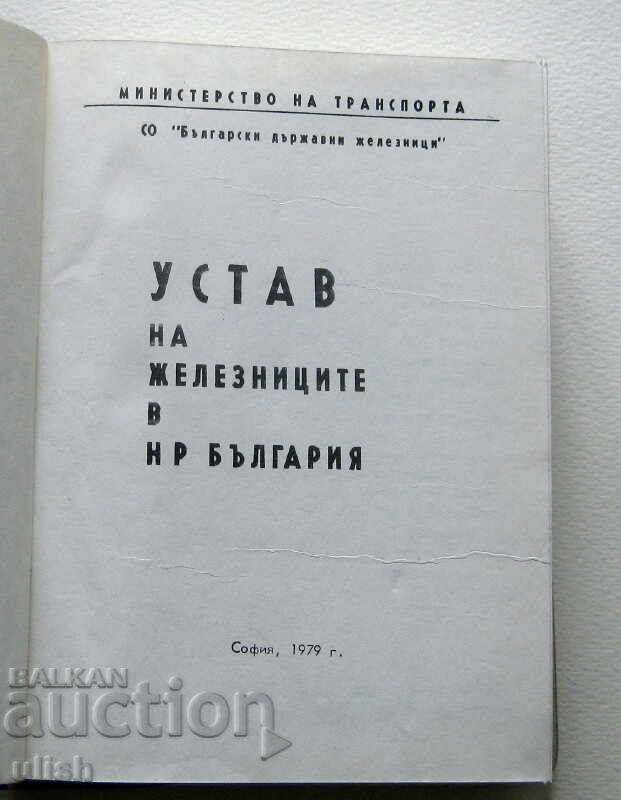 МИНИСТЕРСТВО НА ТРАНСПОРТА
СО "Български държавни железници"
УСТАВ
НА
ЖЕЛЕЗНИЦИТЕ
В
НР БЪЛГАРИЯ
София, 1979 г.
BALKAN
auction
ulish